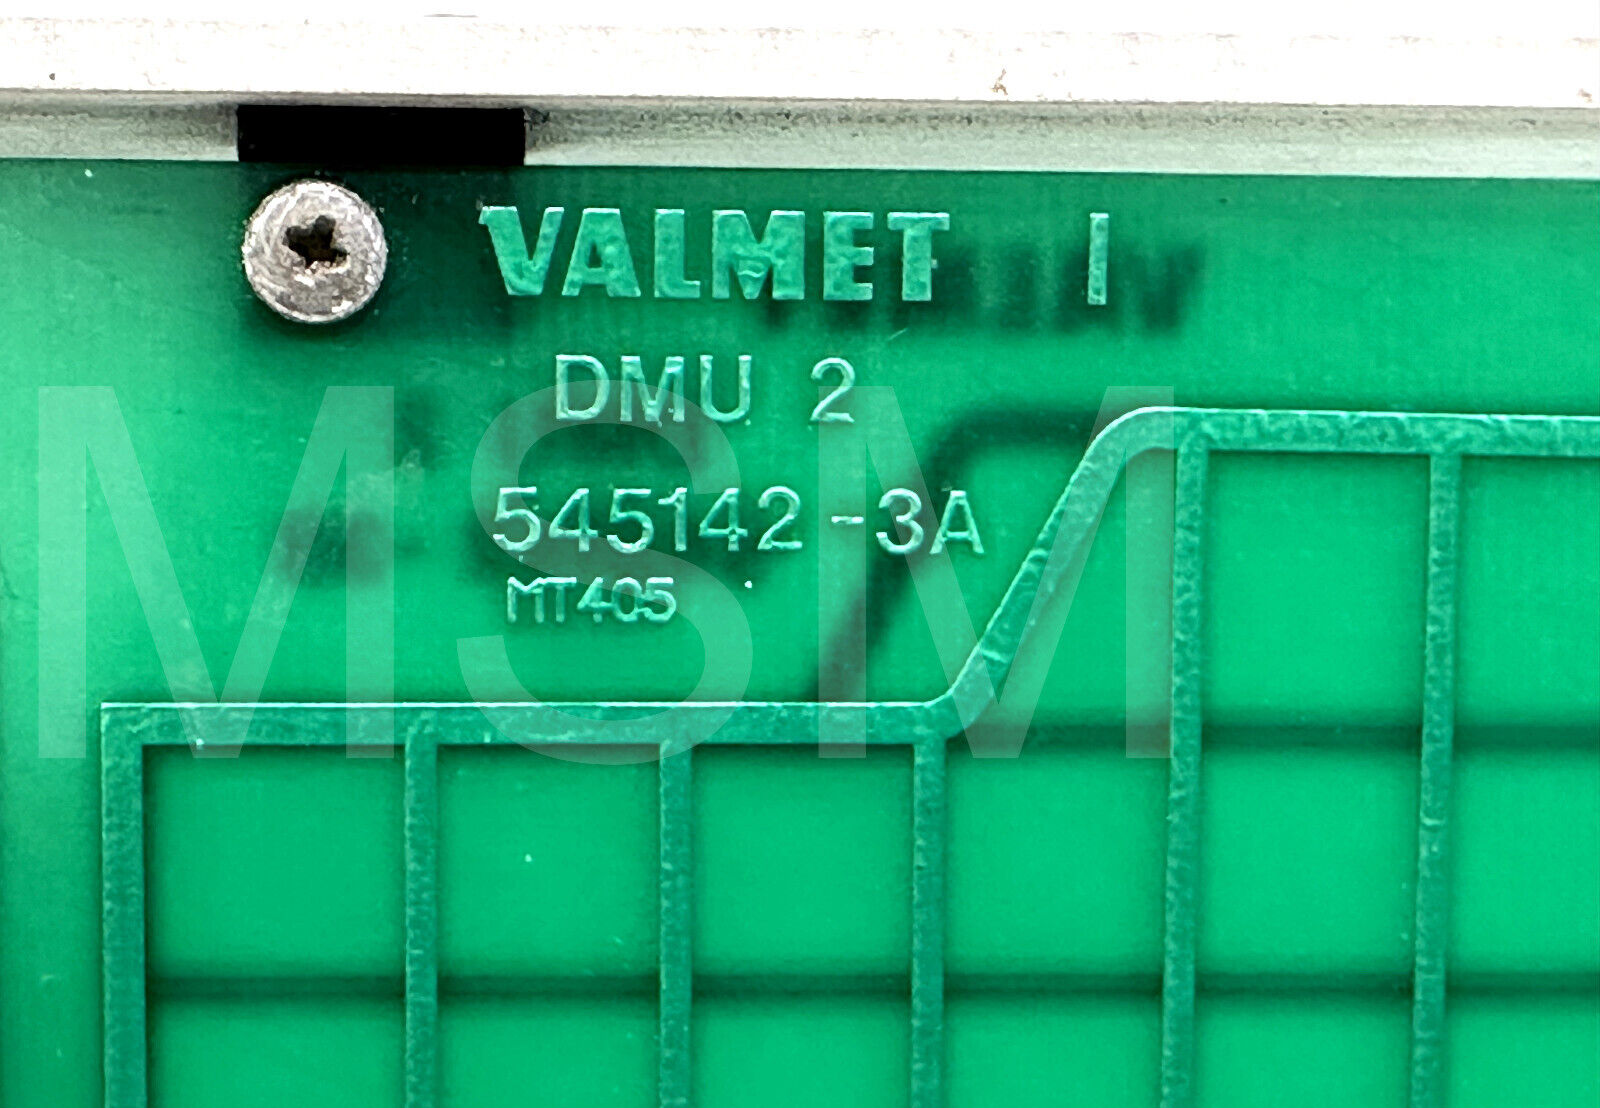 VALMET I
DMU 2
545142-3A
MT405
MSM